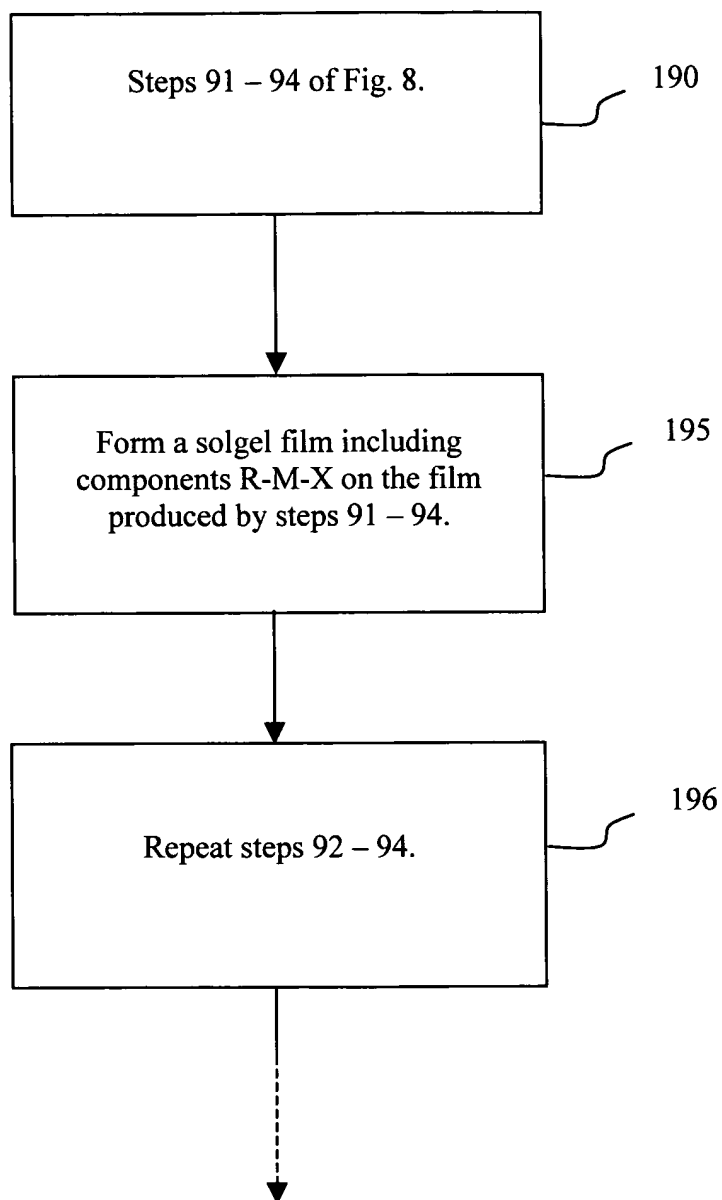 Steps 91 – 94 of Fig. 8.
190
Form a solgel film including
components R-M-X on the film
produced by steps 91 – 94.
195
Repeat steps 92 – 94.
196